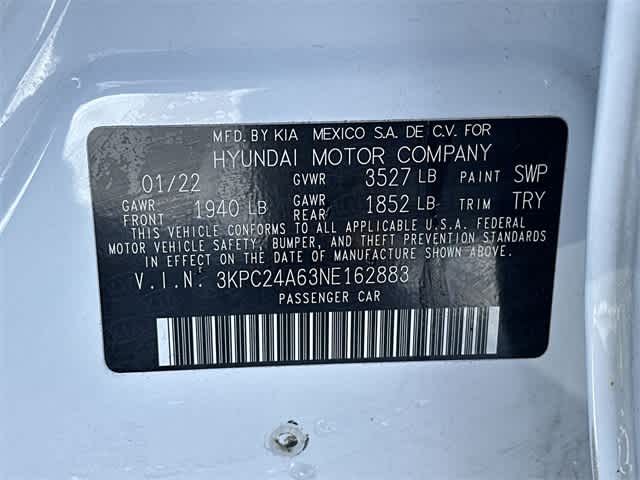 MFD. BY KIA MEXICO S.A. DE C.V. FOR
HYUNDAI MOTOR COMPANY
01/22 GVWR 3527 LB PAINT SWP
GAWR FRONT 1940 LB GAWR REAR 1852 LB TRIM TRY
THIS VEHICLE CONFORMS TO ALL APPLICABLE U.S.A. FEDERAL
MOTOR VEHICLE SAFETY, BUMPER, AND THEFT PREVENTION STANDARDS
IN EFFECT ON THE DATE OF MANUFACTURE SHOWN ABOVE.
V.I.N. 3KPC24A63NE162883
PASSENGER CAR